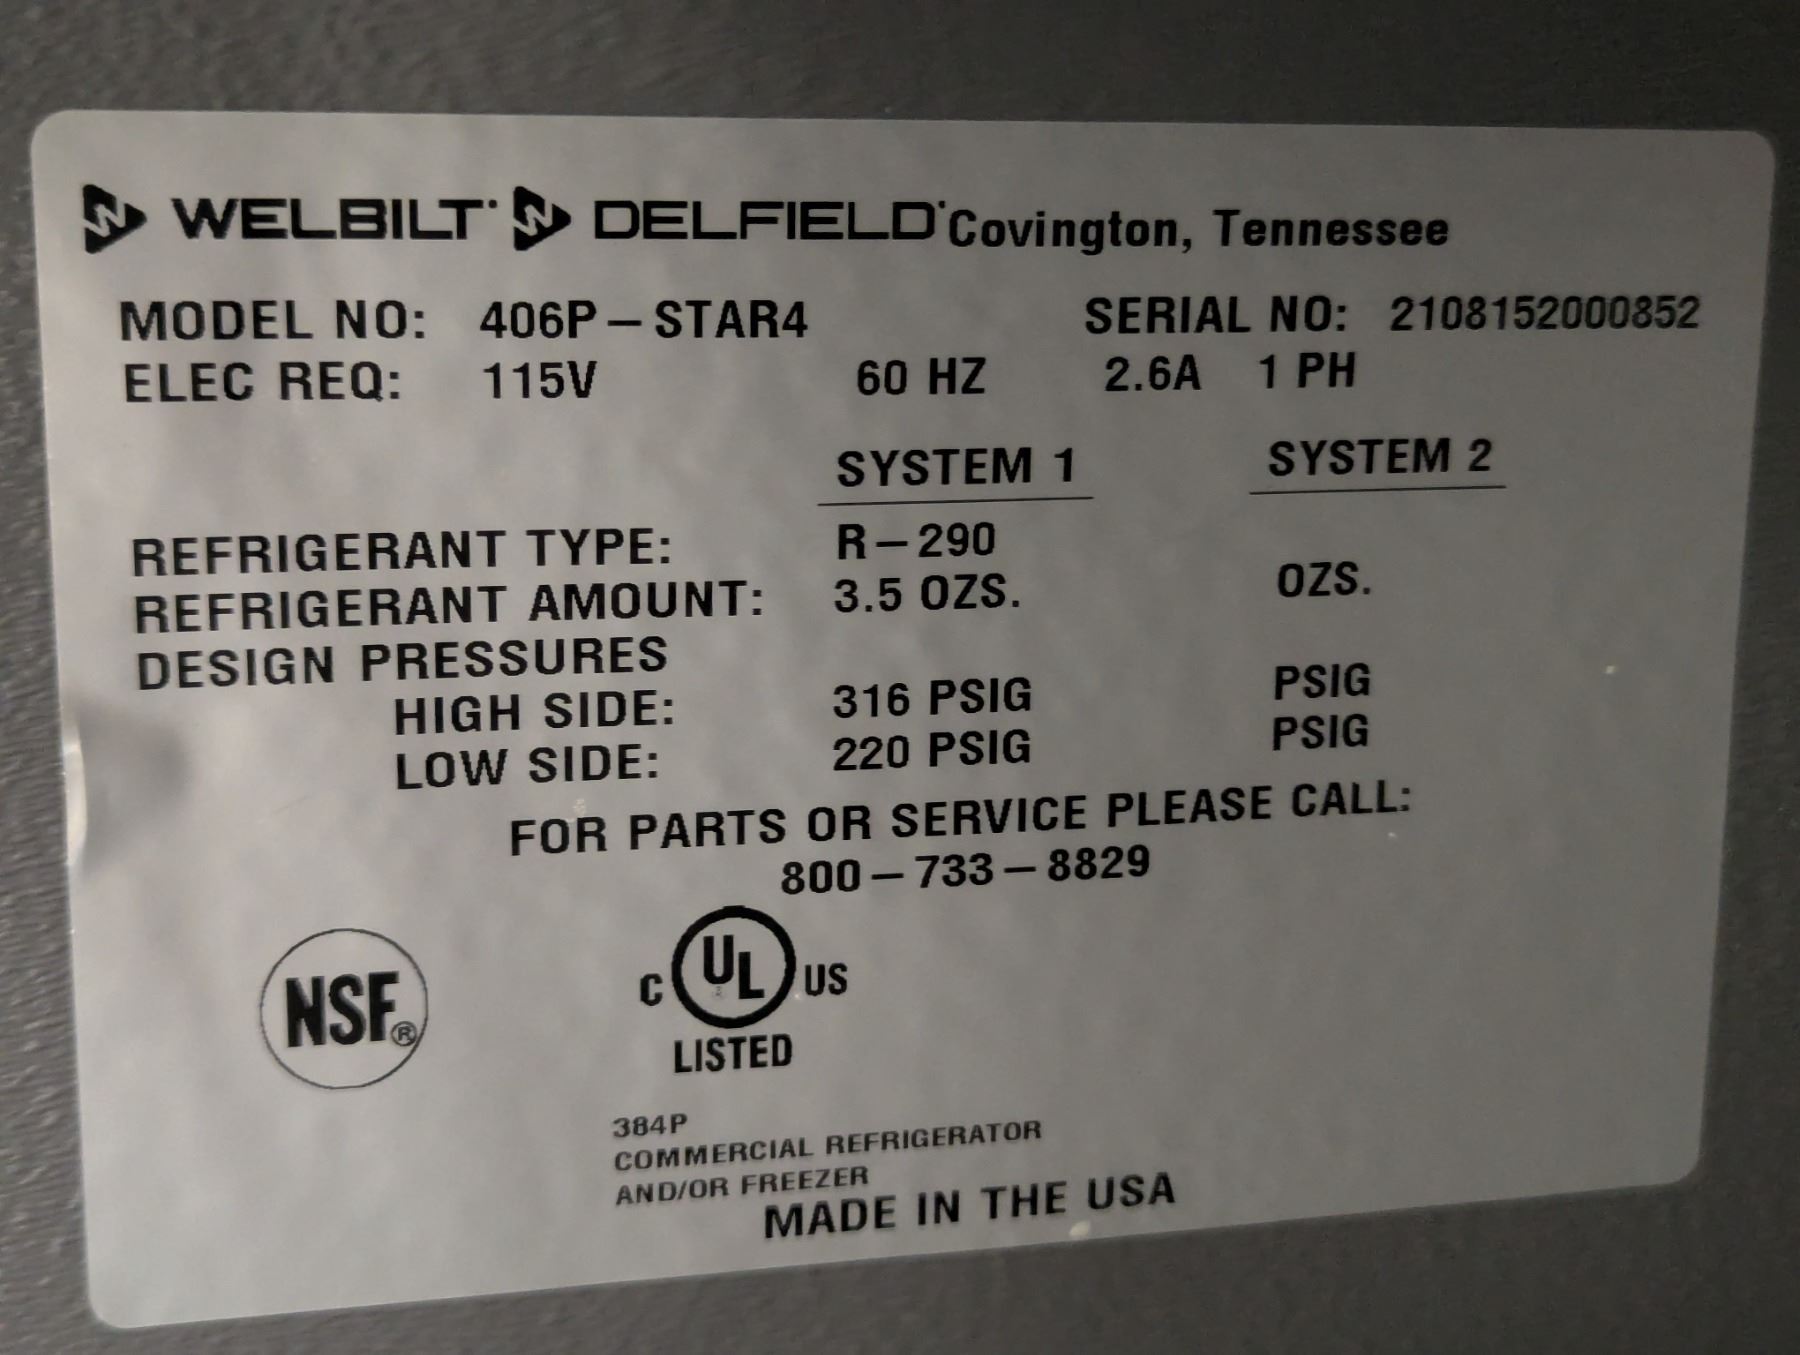 WELBILT DELFIELD Covington, Tennessee
MODEL NO: 406P-STAR4 SERIAL NO: 2108152000852
ELEC REQ: 115V 60 HZ 2.6A 1 PH
SYSTEM 1 SYSTEM 2
REFRIGERANT TYPE: R-290
REFRIGERANT AMOUNT: 3.5 OZS. OZS.
DESIGN PRESSURES
HIGH SIDE: 316 PSIG PSIG
LOW SIDE: 220 PSIG PSIG
FOR PARTS OR SERVICE PLEASE CALL:
800-733-8829
NSF®
C UL US
LISTED
384P
COMMERCIAL REFRIGERATOR
AND/OR FREEZER
MADE IN THE USA